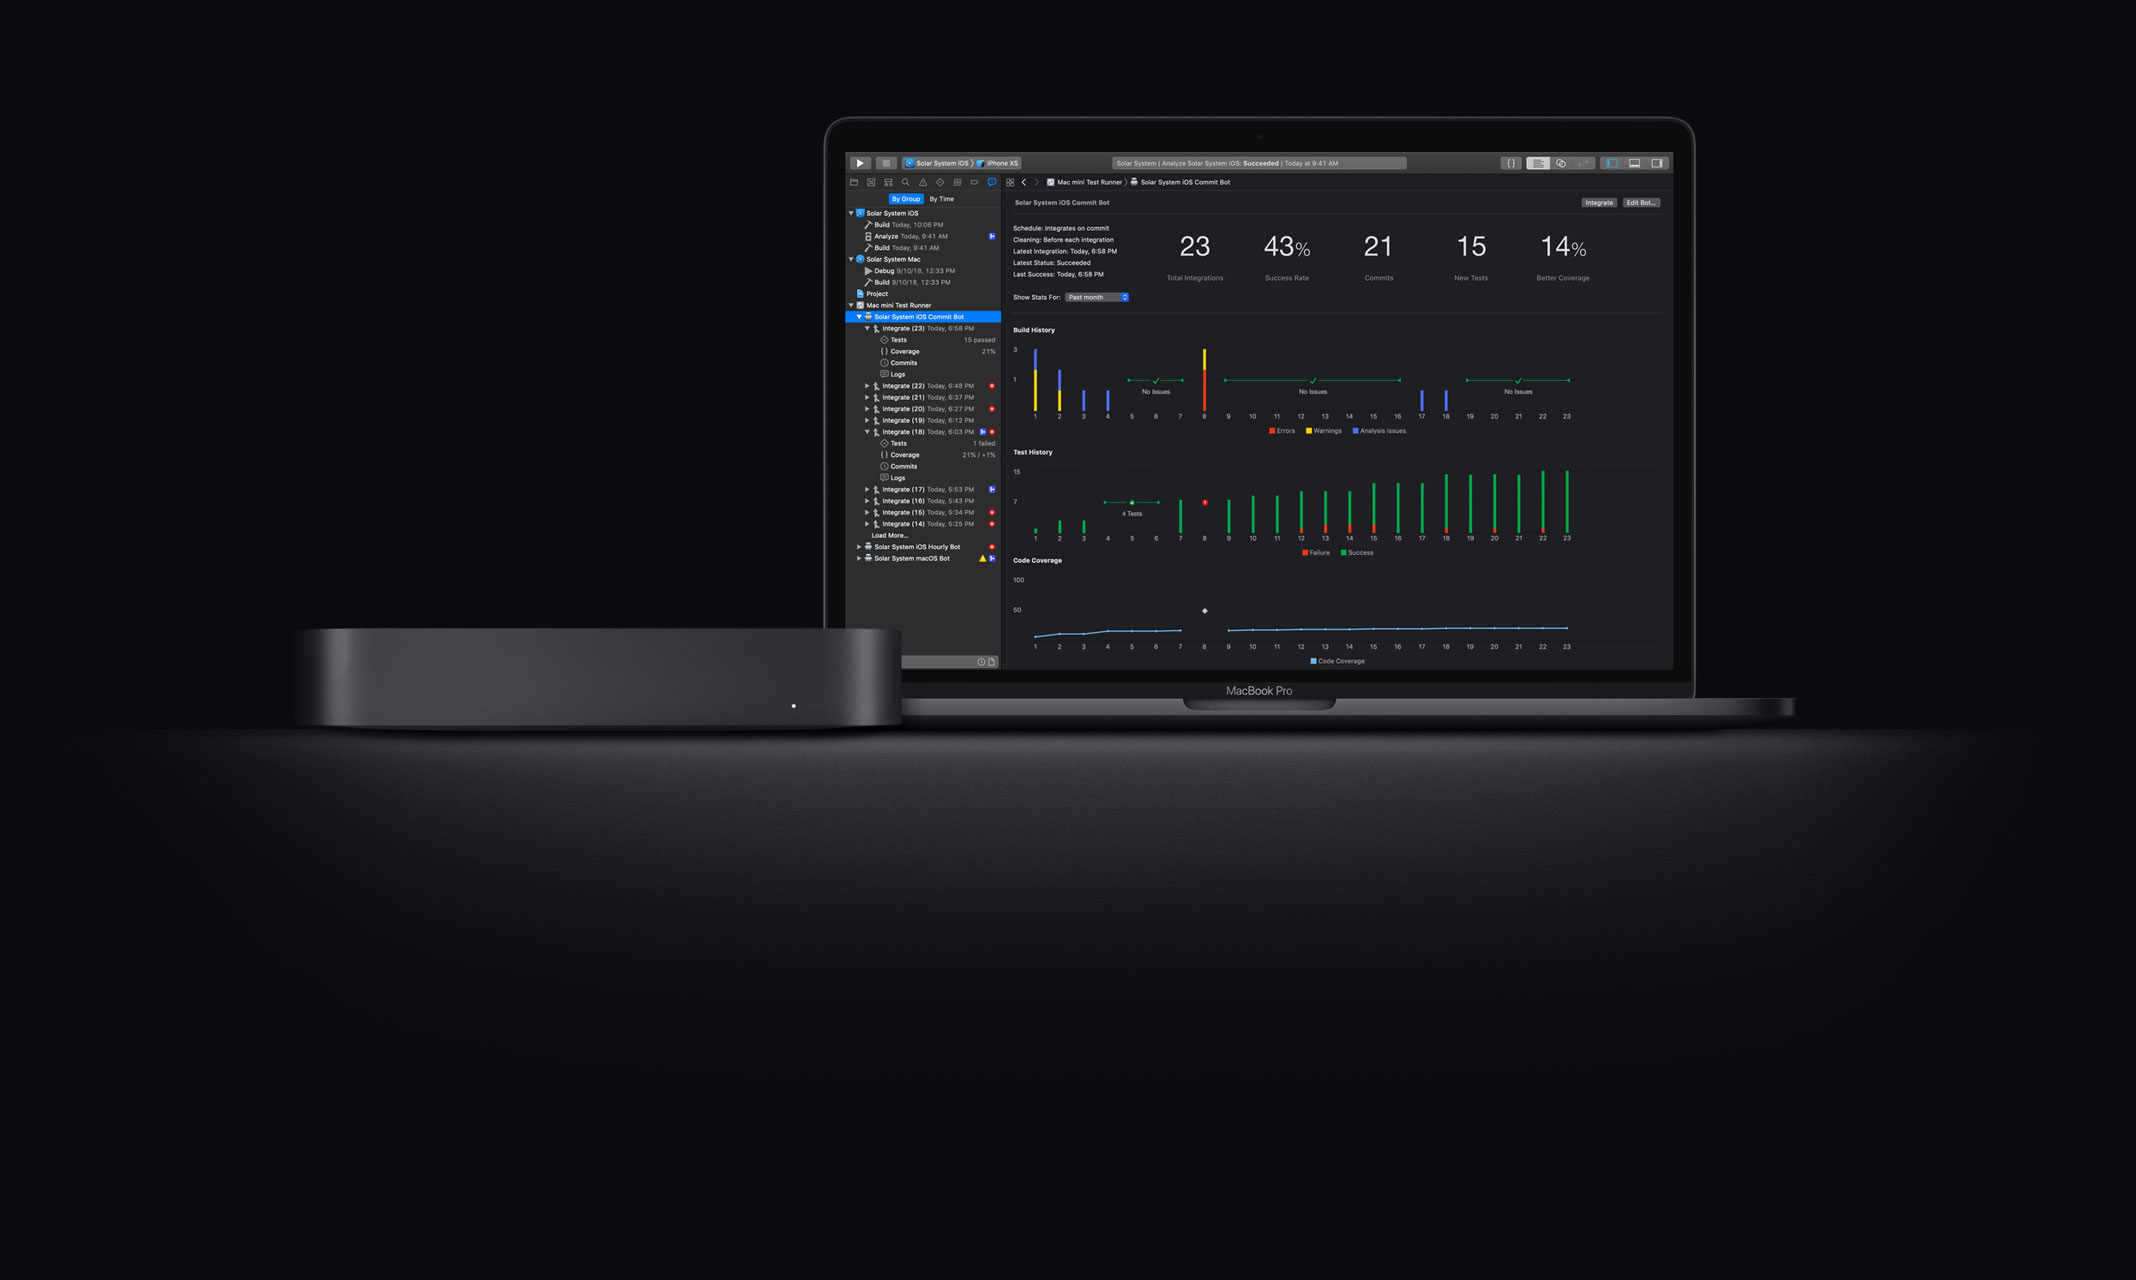 Solar System iOS 〉 iPhone XS
Solar System | Analyze Solar System iOS: Succeeded | Today at 9:41 AM
{ }
By Group By Time
Solar System iOS
Build Today, 10:06 PM
Analyze Today, 9:41 AM
Build Today, 9:41 AM
Solar System Mac
Debug 9/10/18, 12:33 PM
Build 9/10/18, 12:33 PM
Project
Mac mini Test Runner
Solar System iOS Commit Bot
Integrate (23) Today, 6:58 PM
Tests 15 passed
{ } Coverage 21%
Commits
Logs
Integrate (22) Today, 6:48 PM
Integrate (21) Today, 6:37 PM
Integrate (20) Today, 6:27 PM
Integrate (19) Today, 6:12 PM
Integrate (18) Today, 6:03 PM
Tests 1 failed
{ } Coverage 21% / +1%
Commits
Logs
Integrate (17) Today, 5:53 PM
Integrate (16) Today, 5:43 PM
Integrate (15) Today, 5:34 PM
Integrate (14) Today, 5:25 PM
Load More...
Solar System iOS Hourly Bot
Solar System macOS Bot
Mac mini Test Runner 〉 Solar System iOS Commit Bot
Solar System iOS Commit Bot
Integrate Edit Bot...
Schedule: Integrates on commit
Cleaning: Before each integration
Latest Integration: Today, 6:58 PM
Latest Status: Succeeded
Last Success: Today, 6:58 PM
23 43% 21 15 14%
Total Integrations Success Rate Commits New Tests Better Coverage
Show Stats For: Past month
Build History
3
1
No Issues No Issues No Issues
1 2 3 4 5 6 7 8 9 10 11 12 13 14 15 16 17 18 19 20 21 22 23
Errors Warnings Analysis Issues
Test History
15
7
4 Tests
1 2 3 4 5 6 7 8 9 10 11 12 13 14 15 16 17 18 19 20 21 22 23
Failure Success
Code Coverage
100
50
1 2 3 4 5 6 7 8 9 10 11 12 13 14 15 16 17 18 19 20 21 22 23
Code Coverage
MacBook Pro